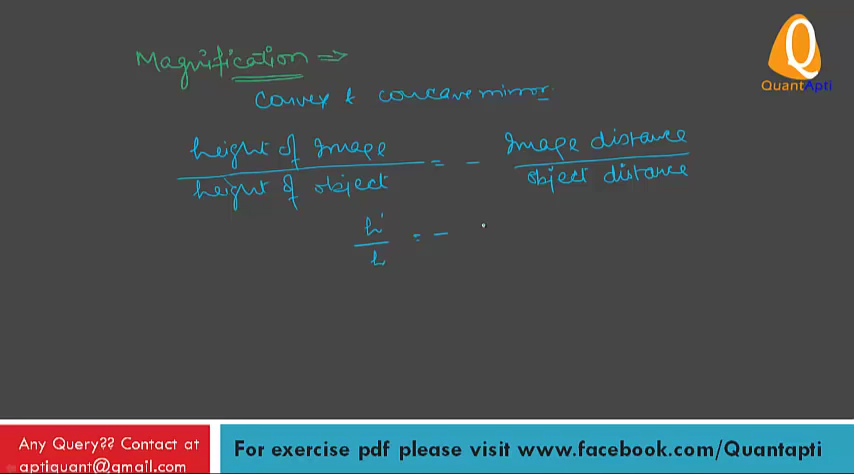 Magnification ⇒
QuantApti
Convex & concave mirror.
height of Image / height of object = - Image distance / object distance
h' / h = -
Any Query?? Contact at
aptiquant@gmail.com
For exercise pdf please visit www.facebook.com/Quantapti